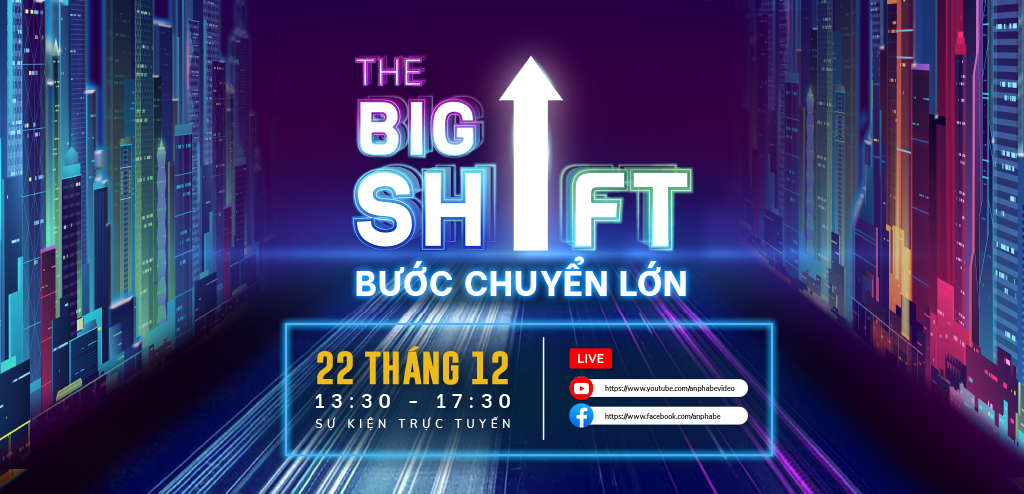 THE
BIG
SHIFT
BƯỚC CHUYỂN LỚN
22 THÁNG 12
13:30 - 17:30
SỰ KIỆN TRỰC TUYẾN
LIVE
https://www.youtube.com/anphabevideo
https://www.facebook.com/anphabe